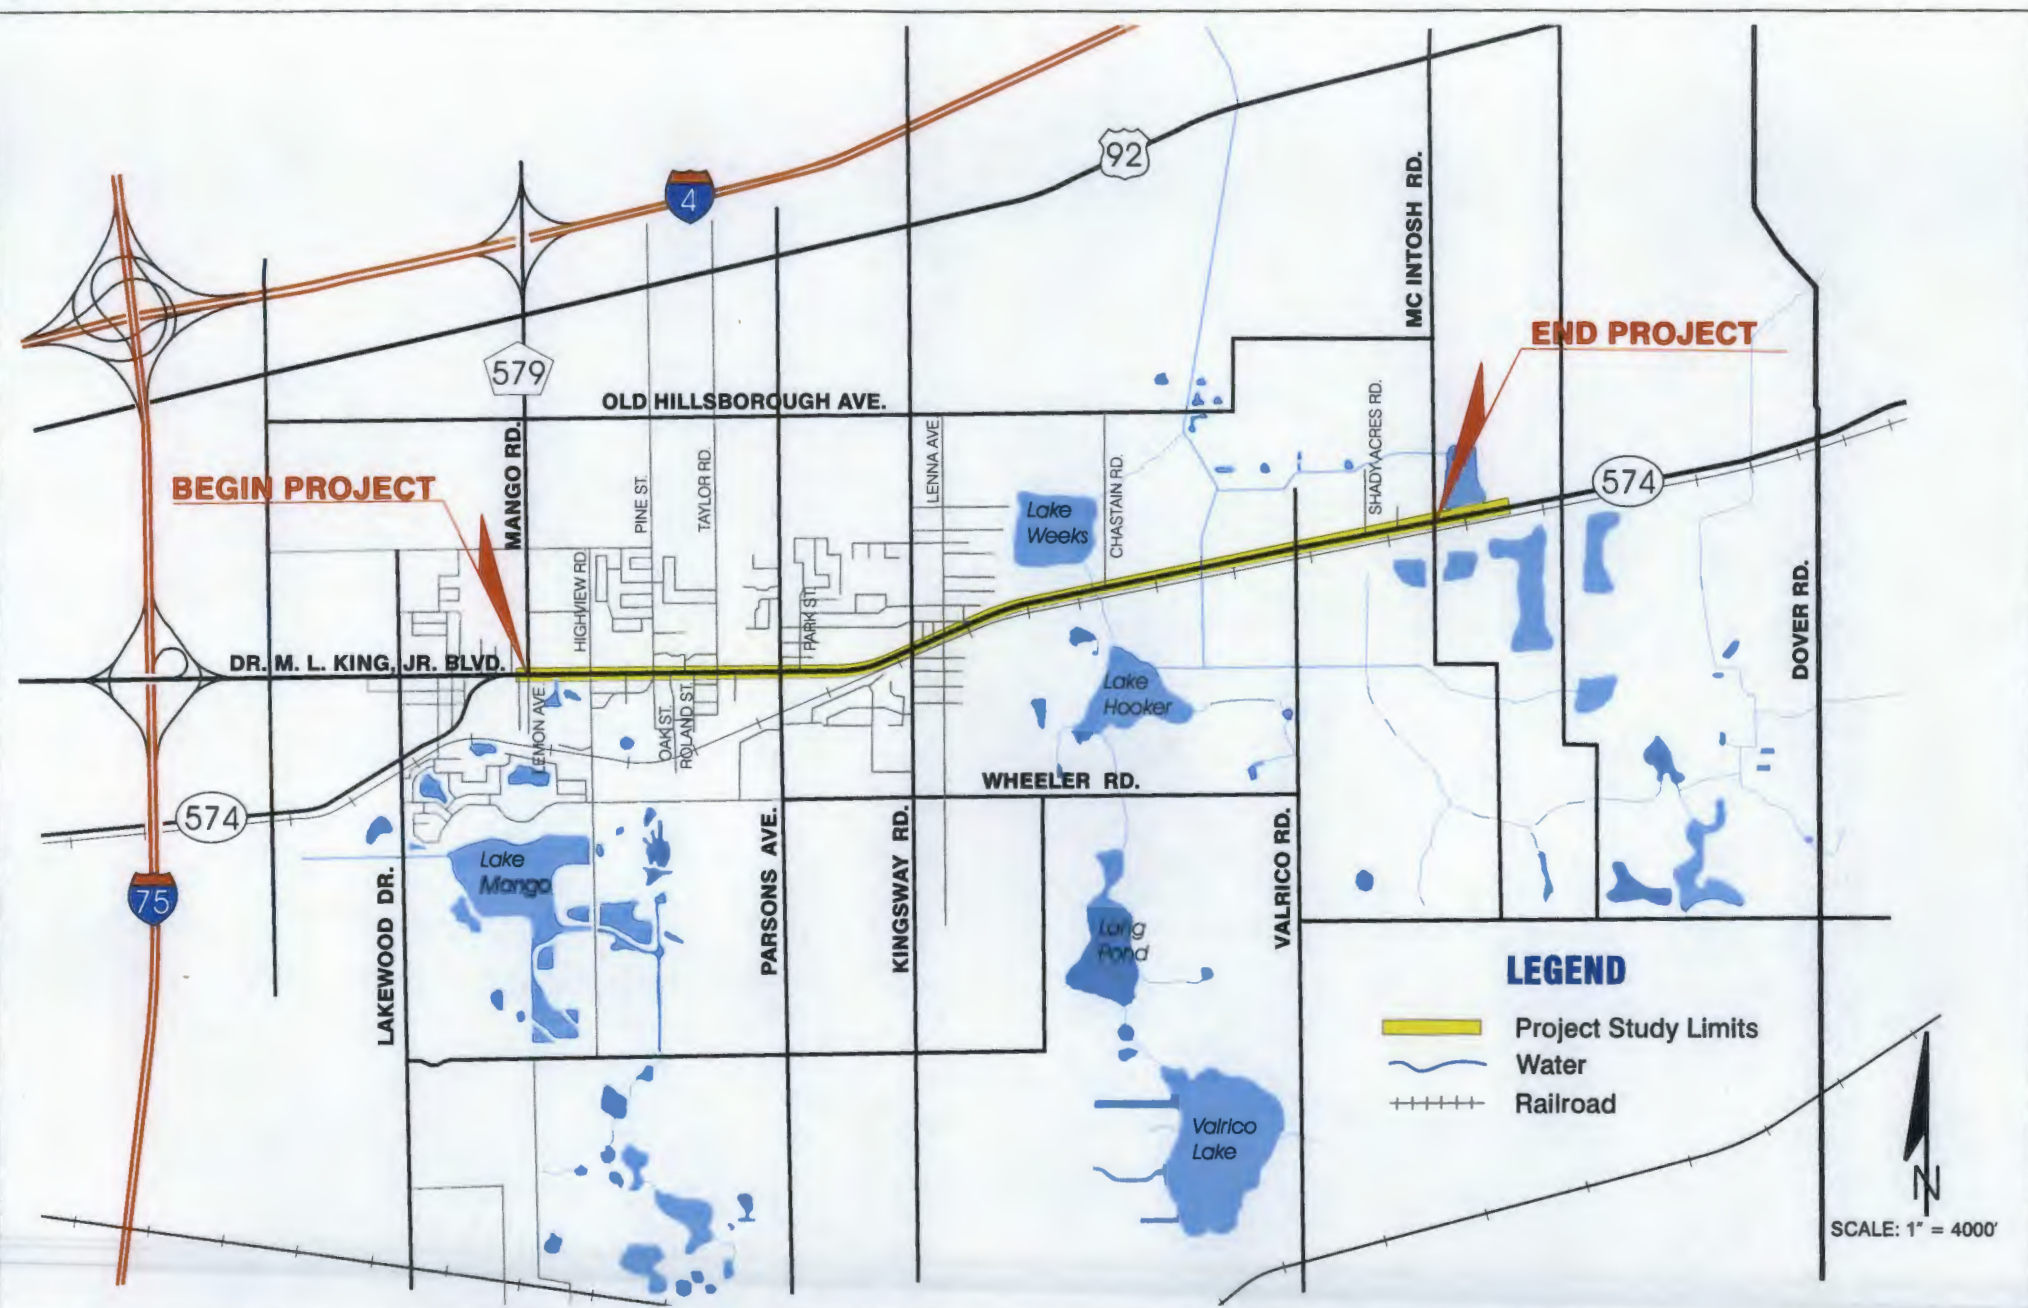 92
4
MC INTOSH RD.
END PROJECT
579
OLD HILLSBOROUGH AVE.
SHADY ACRES RD.
574
BEGIN PROJECT
MANGO RD.
PINE ST.
TAYLOR RD.
LENNA AVE.
CHASTAIN RD.
Lake
Weeks
HIGHVIEW RD
PARK ST.
DOVER RD.
DR. M. L. KING, JR. BLVD.
LEMON AVE.
OAK ST.
ROLAND ST.
Lake
Hooker
WHEELER RD.
574
75
Lake
Mango
LAKEWOOD DR.
PARSONS AVE.
KINGSWAY RD.
Long
Pond
VALRICO RD.
LEGEND
Project Study Limits
Water
Railroad
Valrico
Lake
N
SCALE: 1" = 4000'